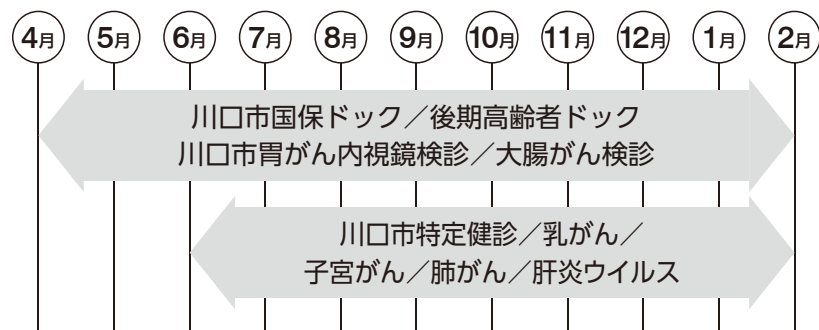 4月 5月 6月 7月 8月 9月 10月 11月 12月 1月 2月
川口市国保ドック／後期高齢者ドック
川口市胃がん内視鏡検診／大腸がん検診
川口市特定健診／乳がん／
子宮がん／肺がん／肝炎ウイルス